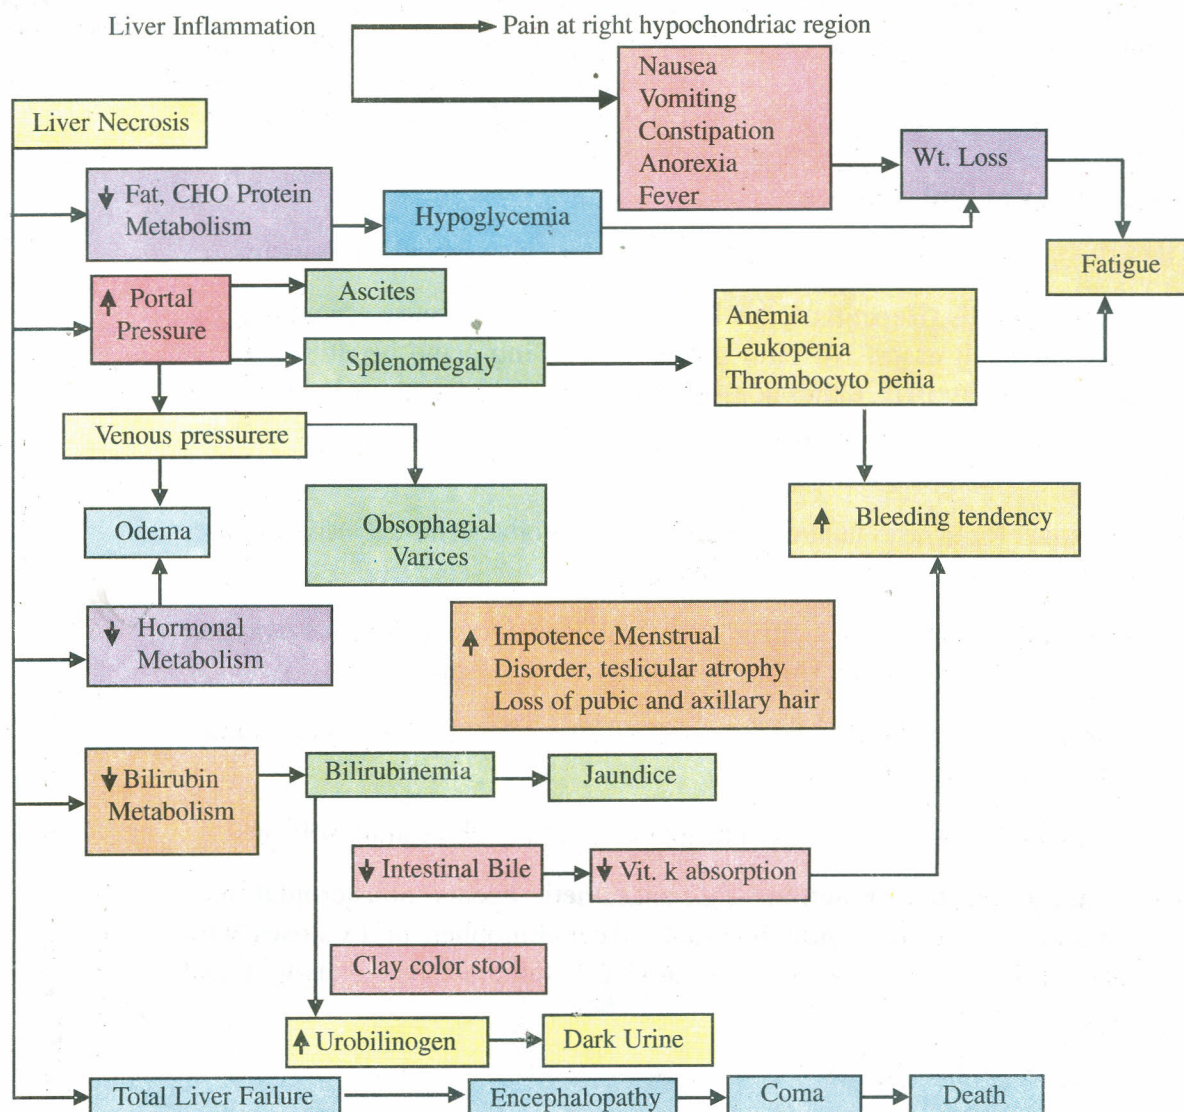 Liver Inflammation
Pain at right hypochondriac region
Nausea
Vomiting
Constipation
Anorexia
Fever
Liver Necrosis
Wt. Loss
Fat, CHO Protein
Metabolism
Hypoglycemia
Fatigue
Portal
Pressure
Ascites
Splenomegaly
Anemia
Leukopenia
Thrombocyto penia
Venous pressurere
Odema
Obsophagial
Varices
Bleeding tendency
Hormonal
Metabolism
Impotence Menstrual
Disorder, teslicular atrophy
Loss of pubic and axillary hair
Bilirubin
Metabolism
Bilirubinemia
Jaundice
Intestinal Bile
Vit. k absorption
Clay color stool
Urobilinogen
Dark Urine
Total Liver Failure
Encephalopathy
Coma
Death